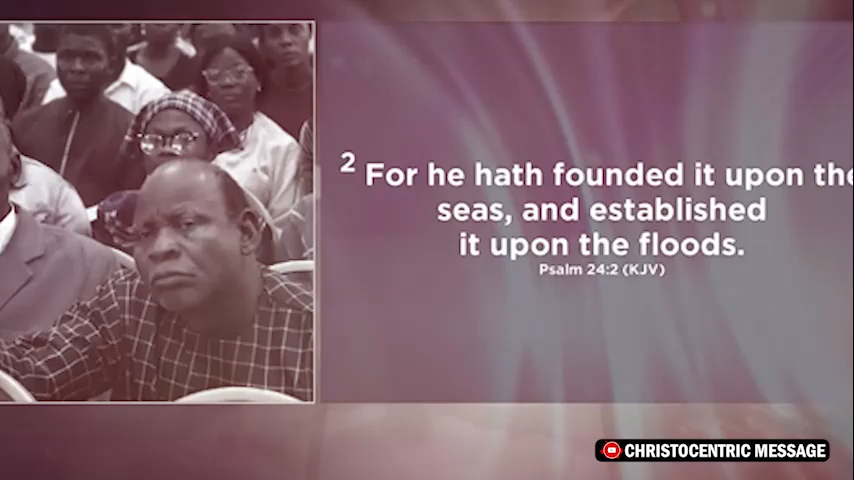 2 For he hath founded it upon the
seas, and established
it upon the floods.
Psalm 24:2 (KJV)
CHRISTOCENTRIC MESSAGE